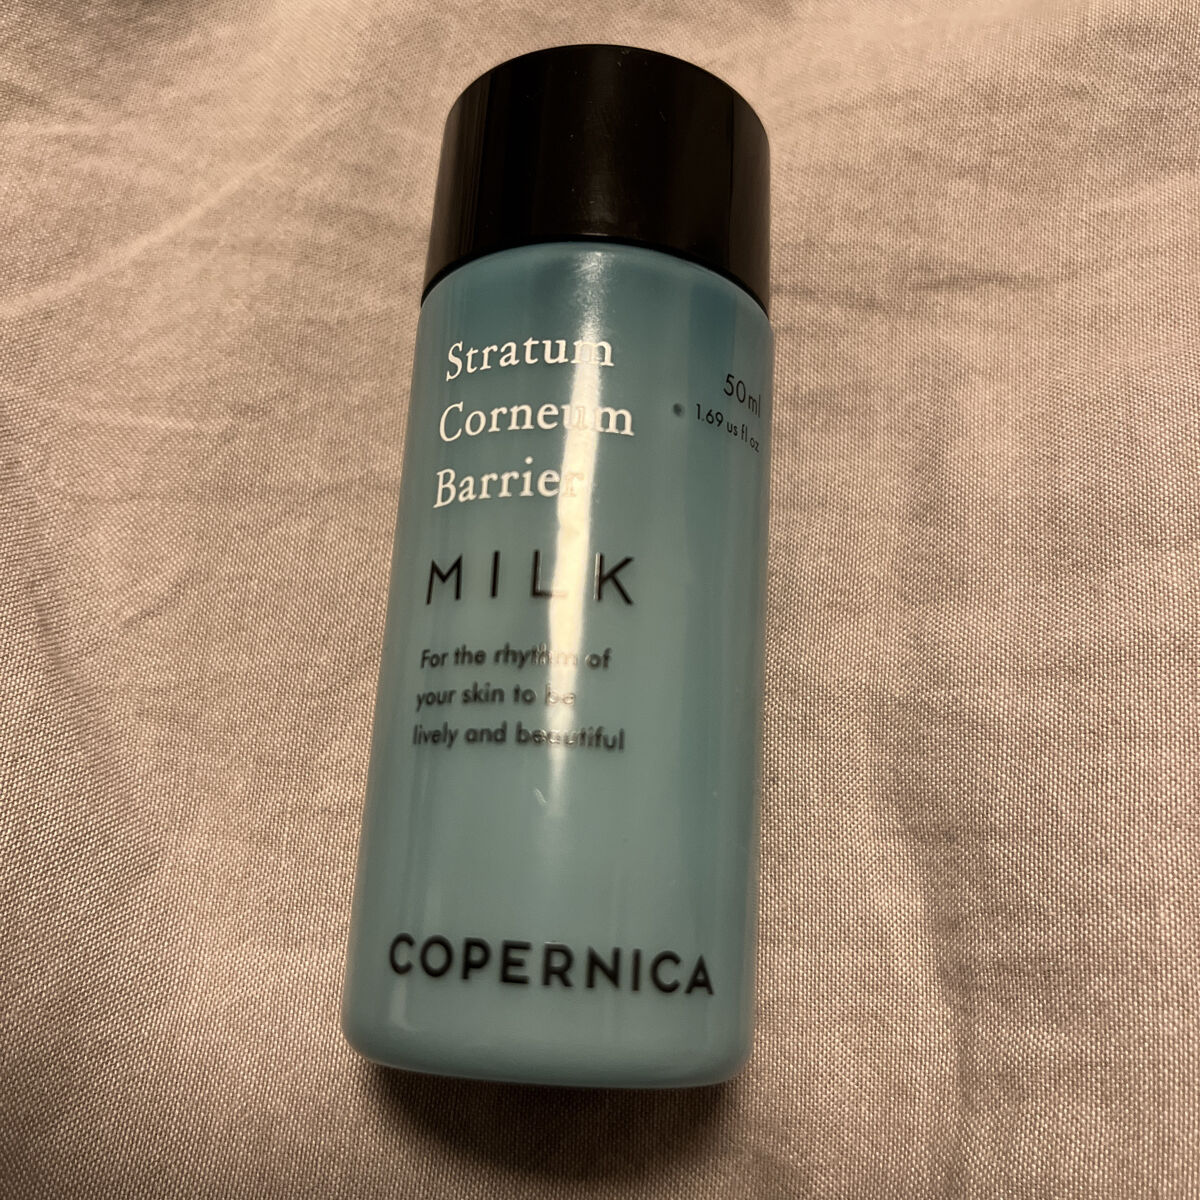 Stratum
Corneum
Barrier
50ml
1.69 us fl oz
MILK
For the rhythm of
your skin to be
lively and beautiful
COPERNICA